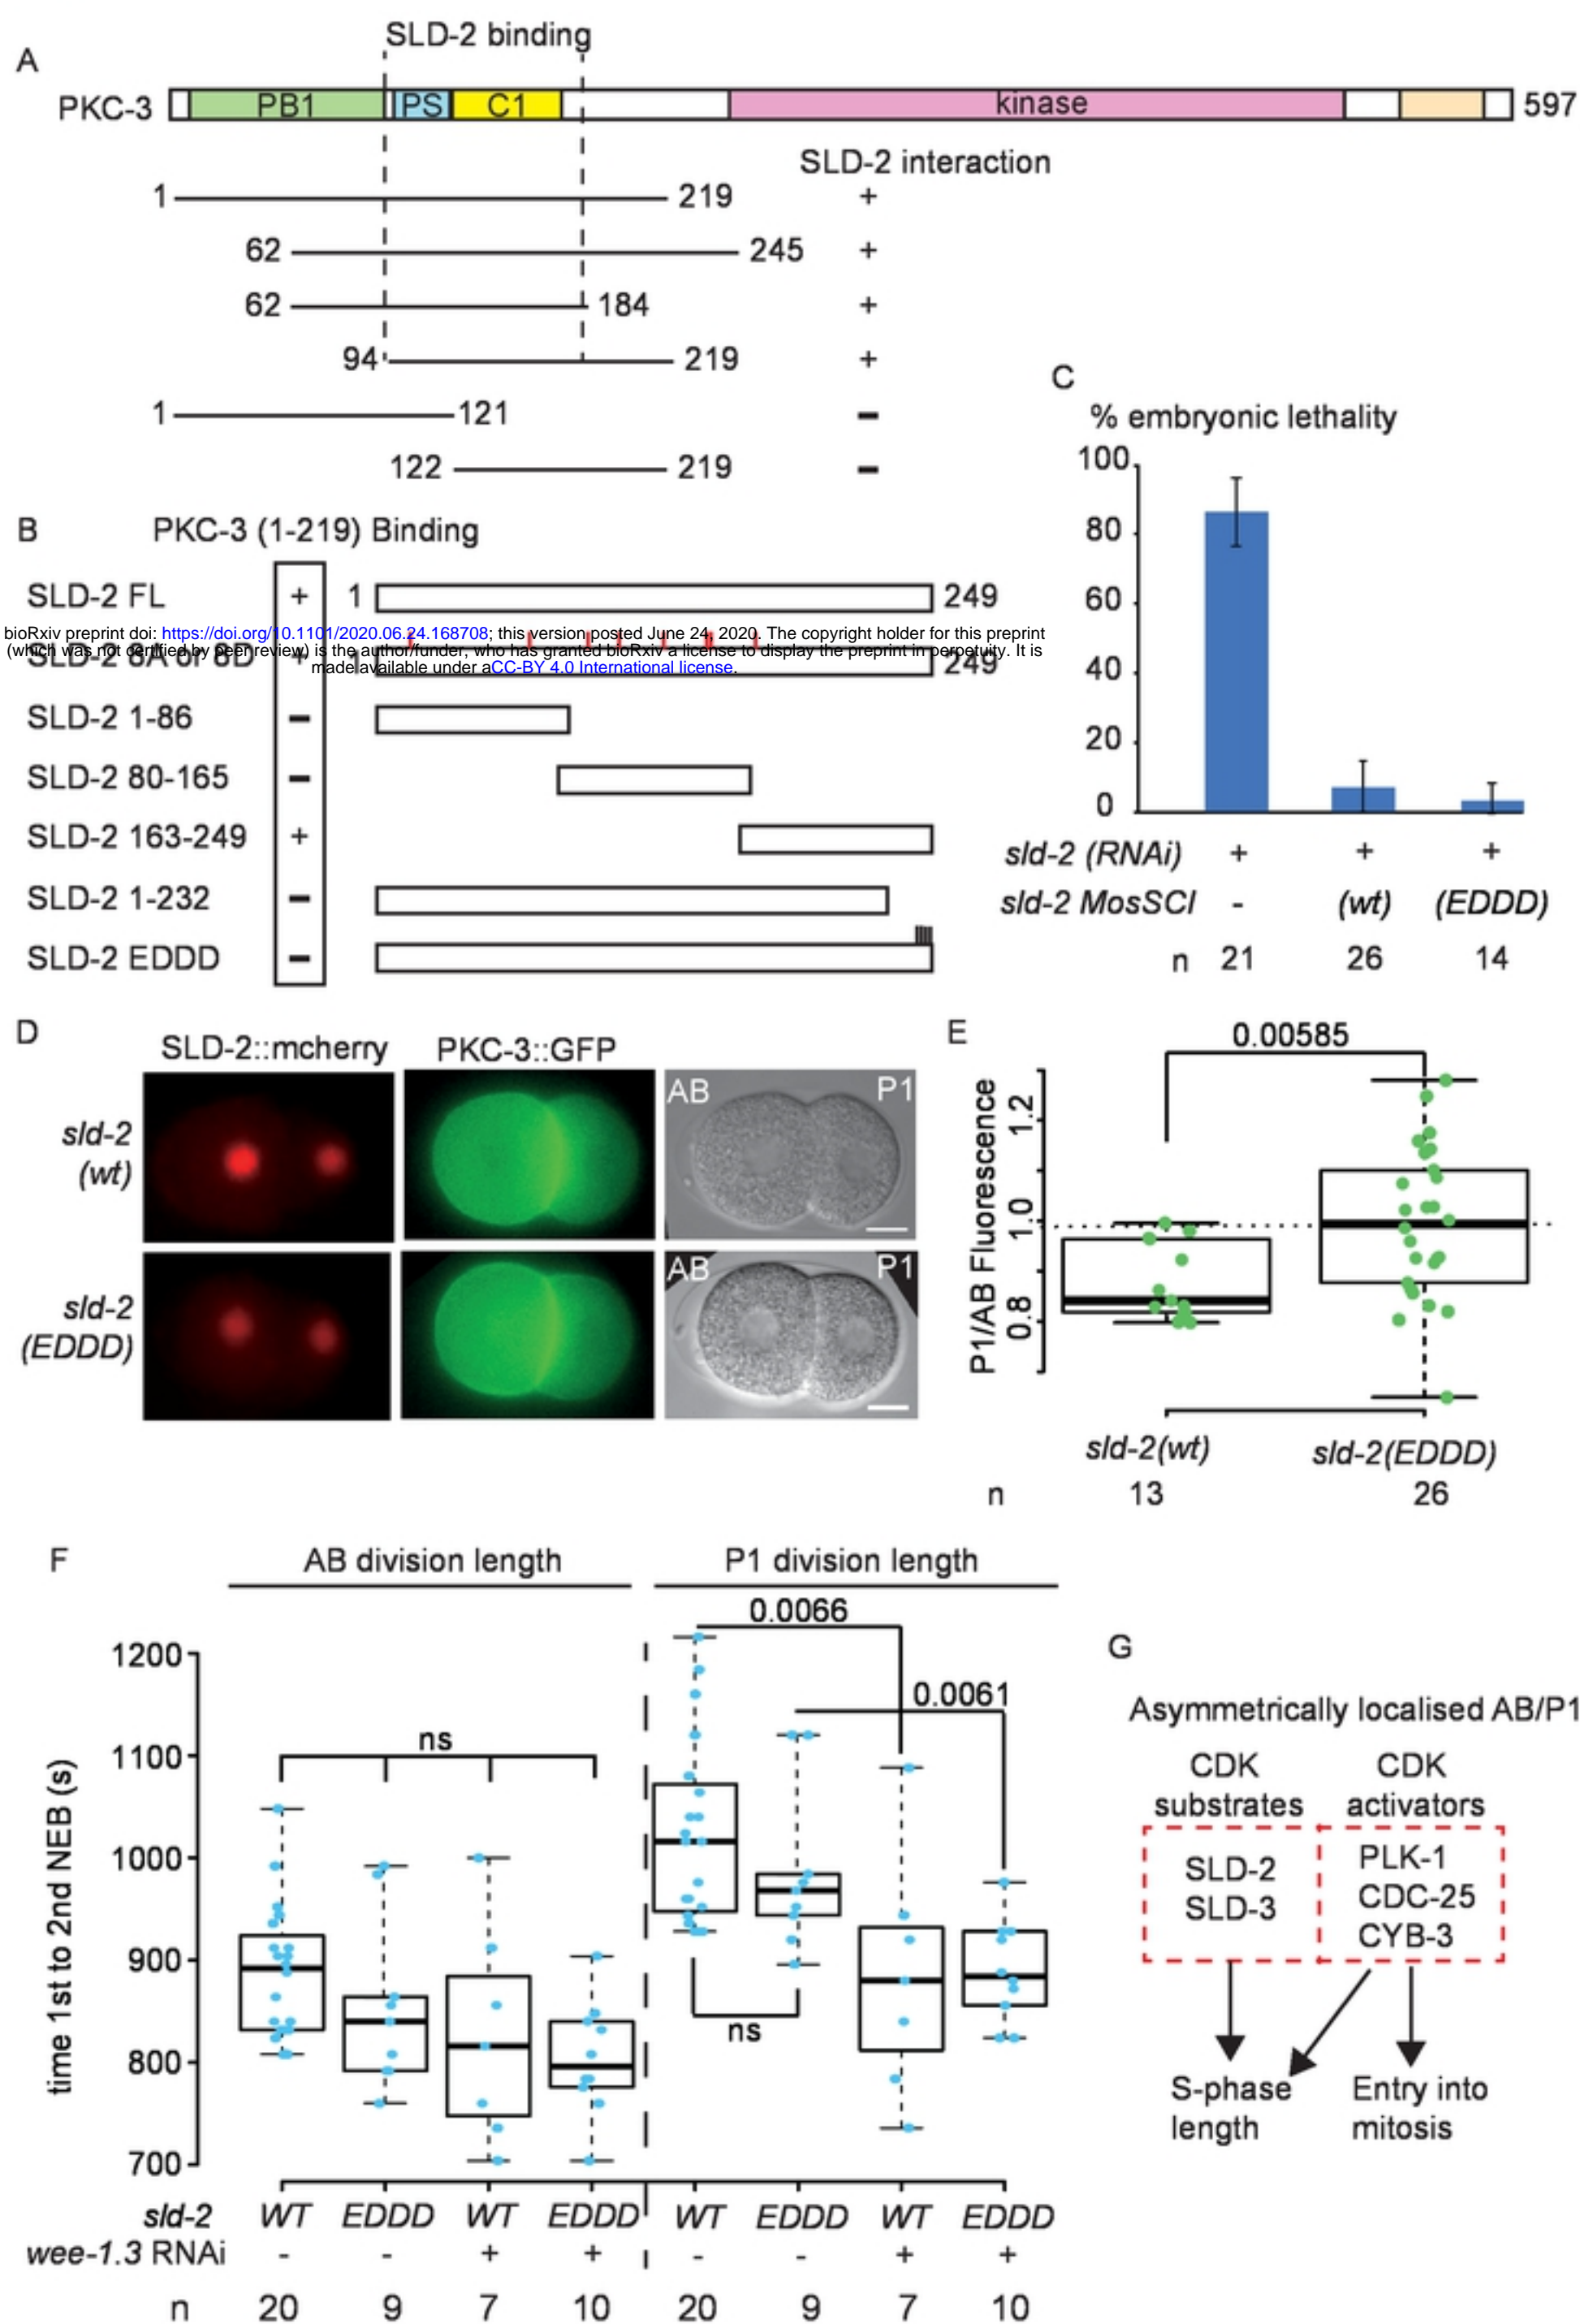 SLD-2 binding
A
PKC-3
PB1
PS
C1
kinase
597
SLD-2 interaction
1
219
+
62
245
+
62
184
+
94
219
+
1
121
-
122
219
-
B
PKC-3 (1-219) Binding
SLD-2 FL
+
1
249
bioRxiv preprint doi: https://doi.org/10.1101/2020.06.24.168708; this version posted June 24, 2020. The copyright holder for this preprint
(which was not certified by peer review) is the author/funder, who has granted bioRxiv a license to display the preprint in perpetuity. It is
made available under aCC-BY 4.0 International license.
SLD-2 8A or 8D
+
1
249
SLD-2 1-86
-
SLD-2 80-165
-
SLD-2 163-249
+
SLD-2 1-232
-
SLD-2 EDDD
-
C
% embryonic lethality
100
80
60
40
20
0
sld-2 (RNAi) + + +
sld-2 MosSCI - (wt) (EDDD)
n 21 26 14
D
SLD-2::mcherry
PKC-3::GFP
sld-2
(wt)
AB
P1
sld-2
(EDDD)
AB
P1
E
0.00585
P1/AB Fluorescence
1.2
1.0
0.8
sld-2(wt)
sld-2(EDDD)
n
13
26
F
AB division length
P1 division length
0.0066
0.0061
ns
ns
time 1st to 2nd NEB (s)
1200
1100
1000
900
800
700
sld-2 WT EDDD WT EDDD WT EDDD WT EDDD
wee-1.3 RNAi - - + + - - + +
n 20 9 7 10 20 9 7 10
G
Asymmetrically localised AB/P1
CDK
substrates
CDK
activators
SLD-2
SLD-3
PLK-1
CDC-25
CYB-3
S-phase
length
Entry into
mitosis